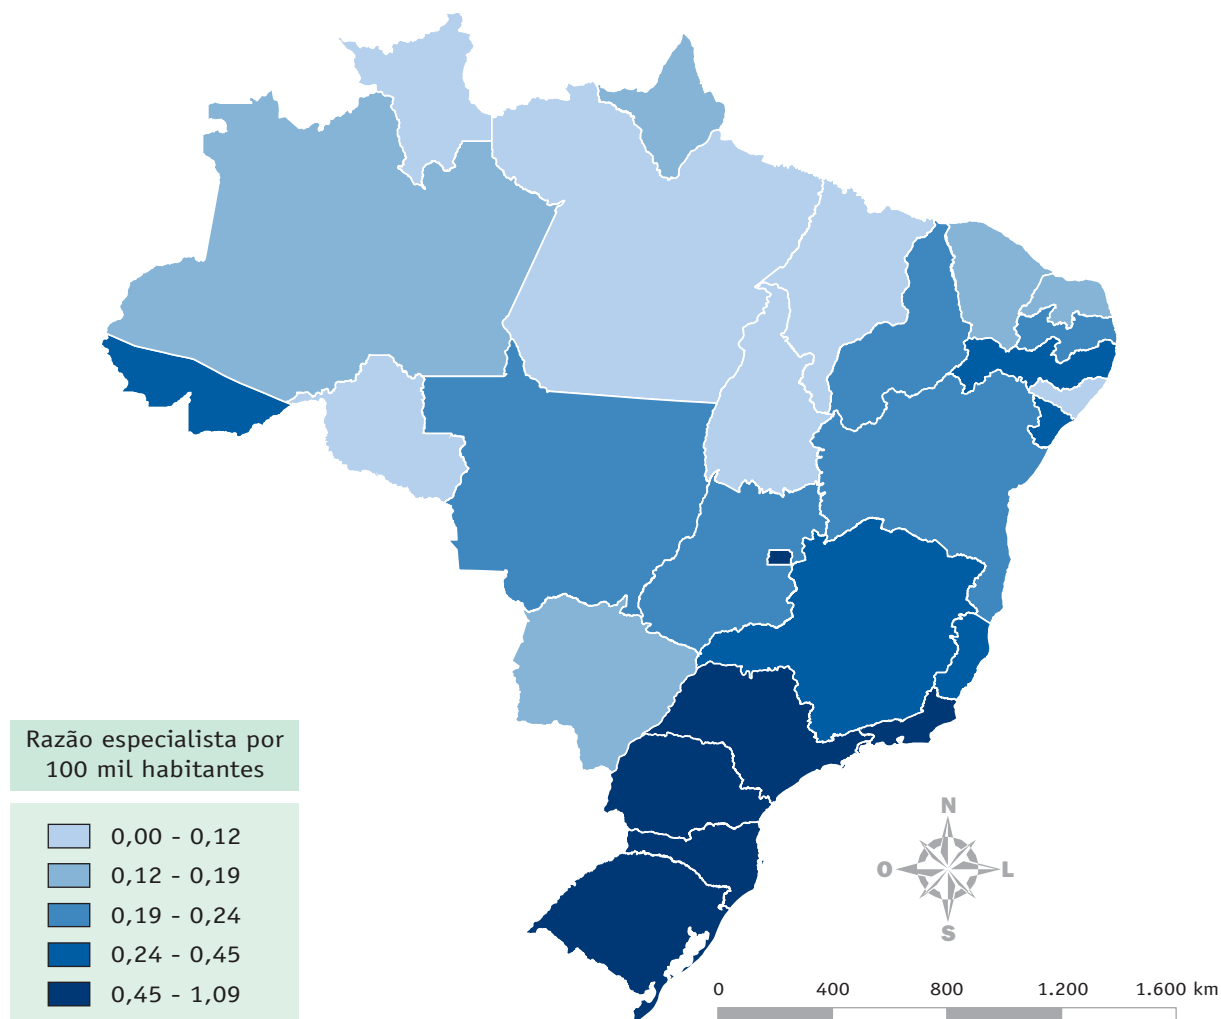 Razão especialista por
100 mil habitantes
0,00 - 0,12
0,12 - 0,19
0,19 - 0,24
0,24 - 0,45
0,45 - 1,09
N
O L
S
0 400 800 1.200 1.600 km